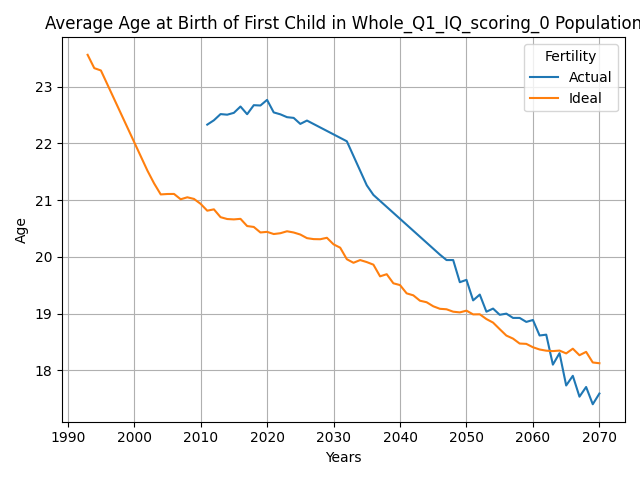 Average Age at Birth of First Child in Whole_Q1_IQ_scoring_0 Population
Fertility
Actual
Ideal
Age
23
22
21
20
19
18
1990 2000 2010 2020 2030 2040 2050 2060 2070
Years